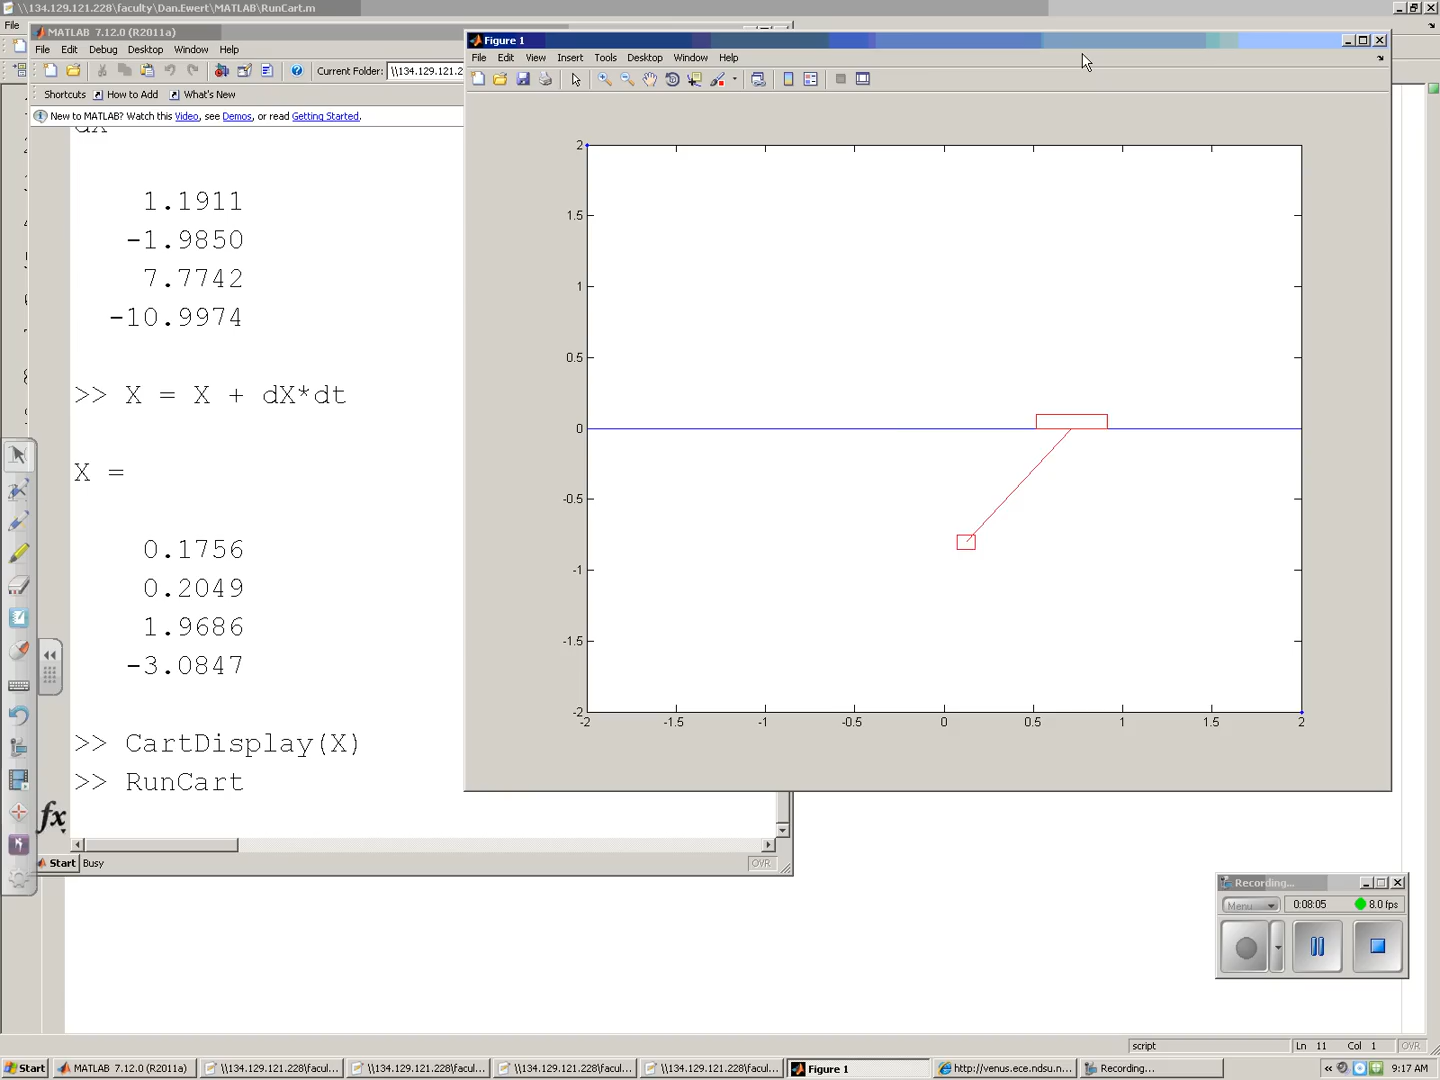 \\134.129.121.228\faculty\Dan.Ewert\MATLAB\RunCart.m
File
MATLAB 7.12.0 (R2011a)
File Edit Debug Desktop Window Help
Current Folder: \\134.129.121.2
Shortcuts How to Add What's New
New to MATLAB? Watch this Video, see Demos, or read Getting Started.
1.1911
-1.9850
7.7742
-10.9974
>> X = X + dX*dt
X =
0.1756
0.2049
1.9686
-3.0847
>> CartDisplay(X)
>> RunCart
fx
Start Busy
OVR
Figure 1
File Edit View Insert Tools Desktop Window Help
2
1.5
1
0.5
0
-0.5
-1
-1.5
-2
-2 -1.5 -1 -0.5 0 0.5 1 1.5 2
Recording...
Menu 0:08:05 8.0 fps
script Ln 11 Col 1 OVR
Start MATLAB 7.12.0 (R2011a) \\134.129.121.228\facul... \\134.129.121.228\facul... \\134.129.121.228\facul... \\134.129.121.228\facul... Figure 1 http://venus.ece.ndsu.n... Recording... « 9:17 AM